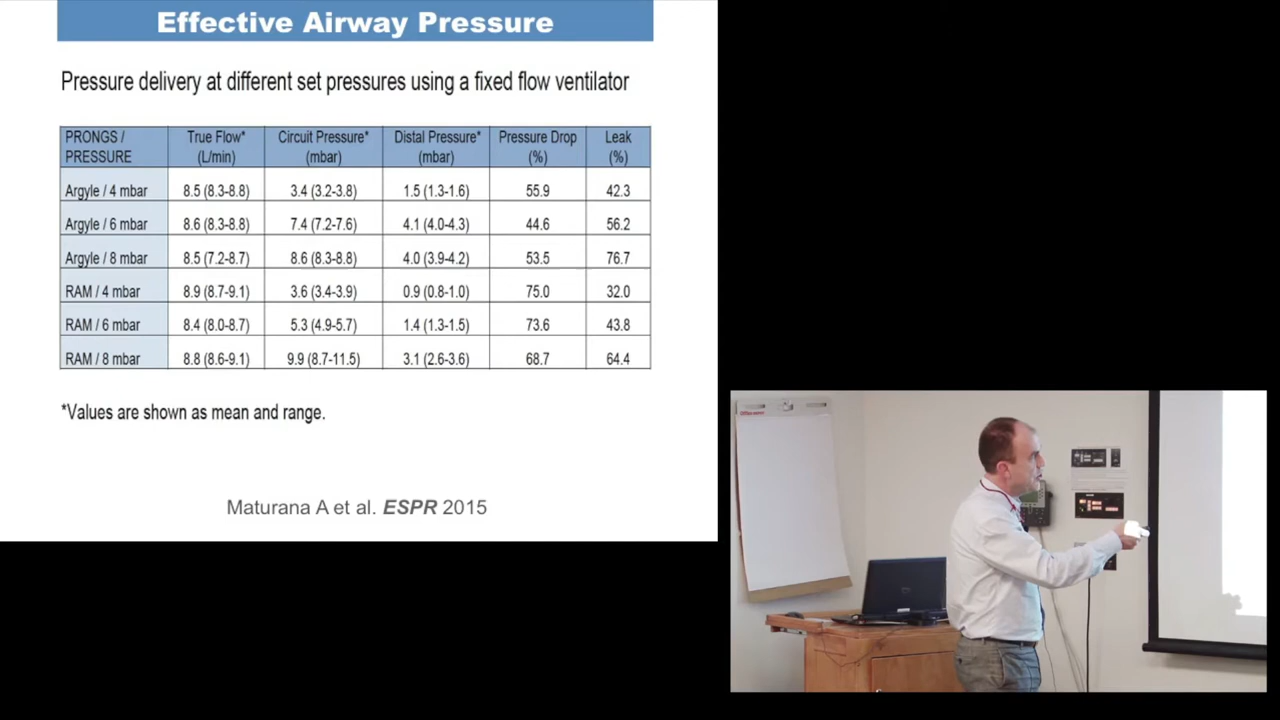 Effective Airway Pressure
Pressure delivery at different set pressures using a fixed flow ventilator
PRONGS / PRESSURE True Flow* (L/min) Circuit Pressure* (mbar) Distal Pressure* (mbar) Pressure Drop (%) Leak (%)
Argyle / 4 mbar 8.5 (8.3-8.8) 3.4 (3.2-3.8) 1.5 (1.3-1.6) 55.9 42.3
Argyle / 6 mbar 8.6 (8.3-8.8) 7.4 (7.2-7.6) 4.1 (4.0-4.3) 44.6 56.2
Argyle / 8 mbar 8.5 (7.2-8.7) 8.6 (8.3-8.8) 4.0 (3.9-4.2) 53.5 76.7
RAM / 4 mbar 8.9 (8.7-9.1) 3.6 (3.4-3.9) 0.9 (0.8-1.0) 75.0 32.0
RAM / 6 mbar 8.4 (8.0-8.7) 5.3 (4.9-5.7) 1.4 (1.3-1.5) 73.6 43.8
RAM / 8 mbar 8.8 (8.6-9.1) 9.9 (8.7-11.5) 3.1 (2.6-3.6) 68.7 64.4
*Values are shown as mean and range.
Maturana A et al. ESPR 2015